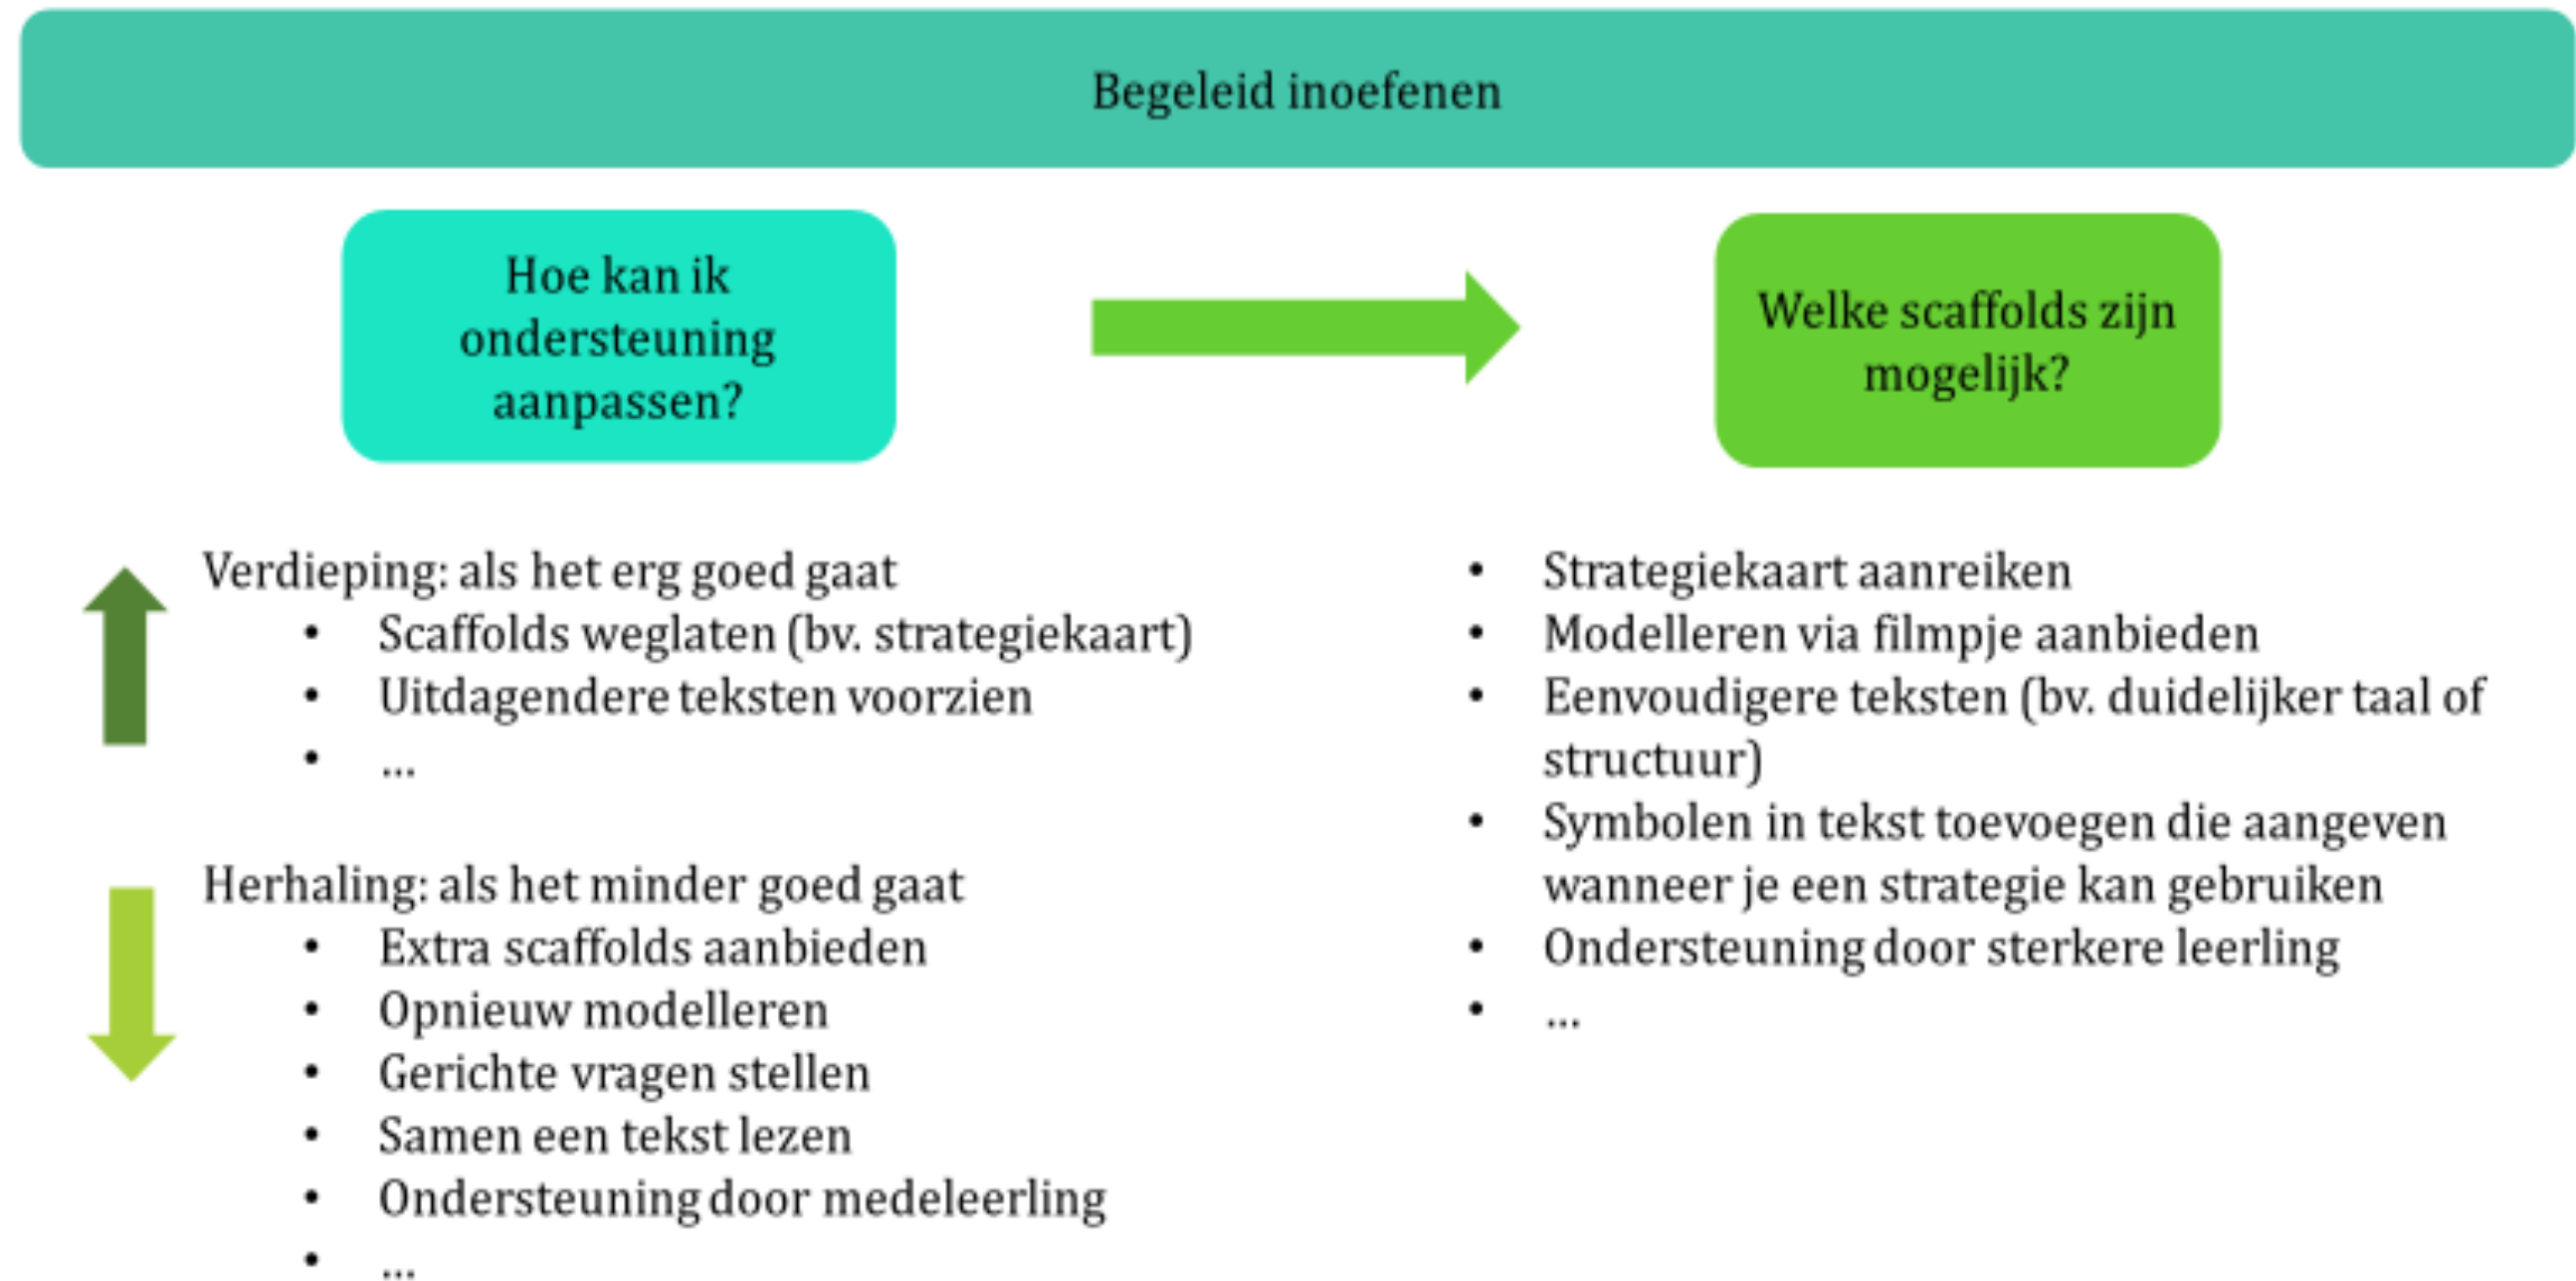 Begeleid inoefenen
Hoe kan ik
ondersteuning
aanpassen?
Welke scaffolds zijn
mogelijk?
Verdieping: als het erg goed gaat
• Scaffolds weglaten (bv. strategiekaart)
• Uitdagendere teksten voorzien
• ...
Herhaling: als het minder goed gaat
• Extra scaffolds aanbieden
• Opnieuw modelleren
• Gerichte vragen stellen
• Samen een tekst lezen
• Ondersteuning door medeleerling
• ...
• Strategiekaart aanreiken
• Modelleren via filmpje aanbieden
• Eenvoudigere teksten (bv. duidelijker taal of
structuur)
• Symbolen in tekst toevoegen die aangeven
wanneer je een strategie kan gebruiken
• Ondersteuning door sterkere leerling
• ...